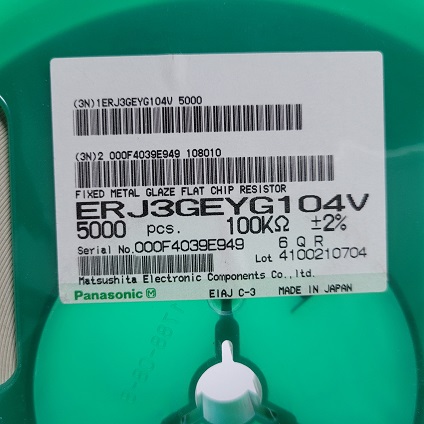 (3N)1ERJ3GEYG104V 5000
(3N)2 000F4039E949 108010
FIXED METAL GLAZE FLAT CHIP RESISTOR
ERJ3GEYG104V
5000 pcs. 100KΩ ±2%
Serial No.000F4039E949 6 Q R
Lot 4100210704
Matsushita Electronic Components Co.,ltd.
Panasonic M EIAJ C-3 MADE IN JAPAN